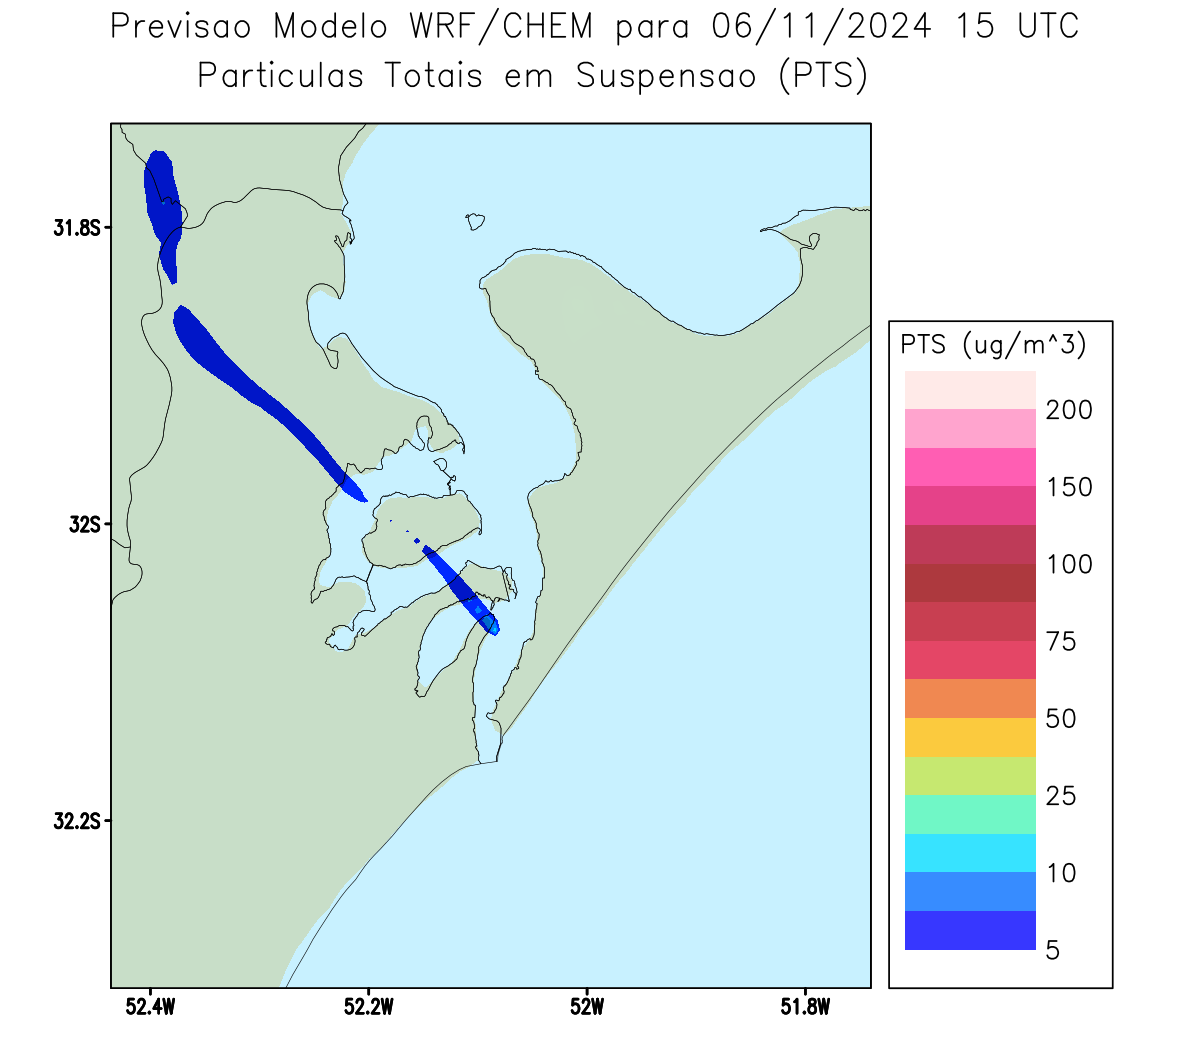 Previsao Modelo WRF/CHEM para 06/11/2024 15 UTC
Particulas Totais em Suspensao (PTS)
31.8S
32S
32.2S
52.4W
52.2W
52W
51.8W
PTS (ug/m^3)
200
150
100
75
50
25
10
5